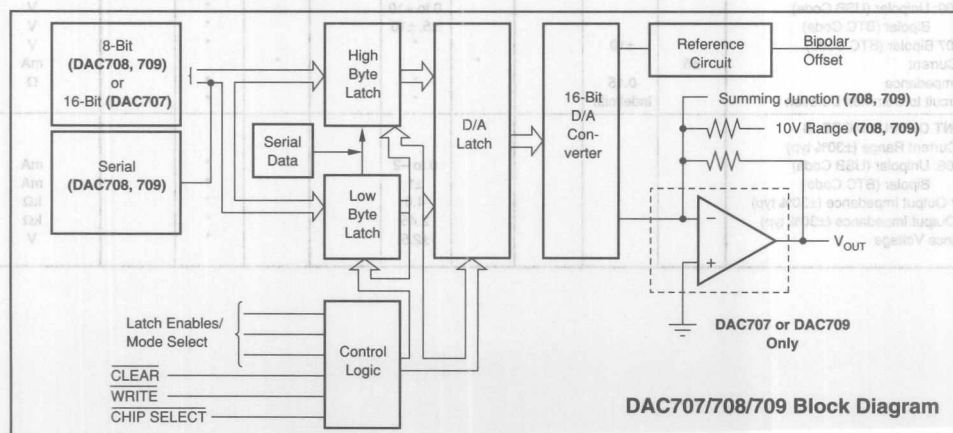 8-Bit
(DAC708, 709)
or
16-Bit (DAC707)
Serial
(DAC708, 709)
High
Byte
Latch
Serial
Data
Low
Byte
Latch
D/A
Latch
16-Bit
D/A
Con-
verter
Reference
Circuit
Bipolar
Offset
Summing Junction (708, 709)
10V Range (708, 709)
−
+
VOUT
DAC707 or DAC709
Only
Latch Enables/
Mode Select
CLEAR
WRITE
CHIP SELECT
Control
Logic
DAC707/708/709 Block Diagram